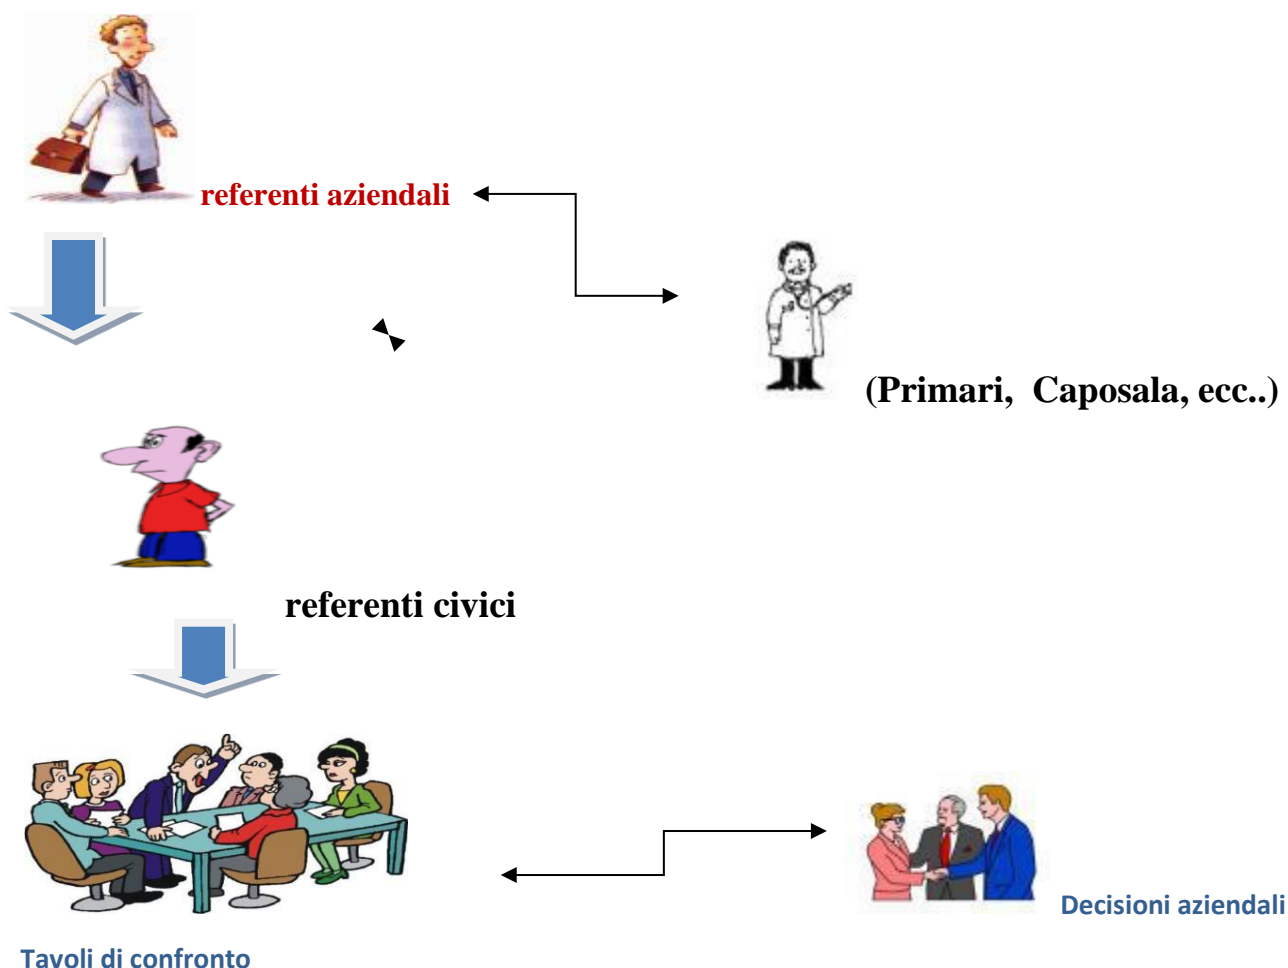 referenti aziendali
(Primari, Caposala, ecc..)
referenti civici
Decisioni aziendali
Tavoli di confronto